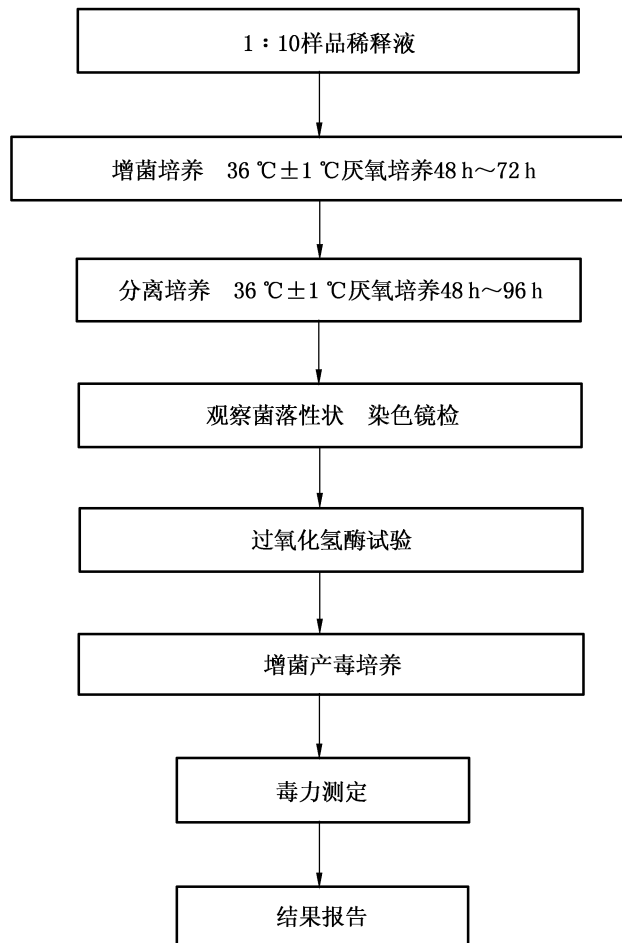 1：10样品稀释液
增菌培养　36 ℃±1 ℃厌氧培养48 h～72 h
分离培养　36 ℃±1 ℃厌氧培养48 h～96 h
观察菌落性状　染色镜检
过氧化氢酶试验
增菌产毒培养
毒力测定
结果报告